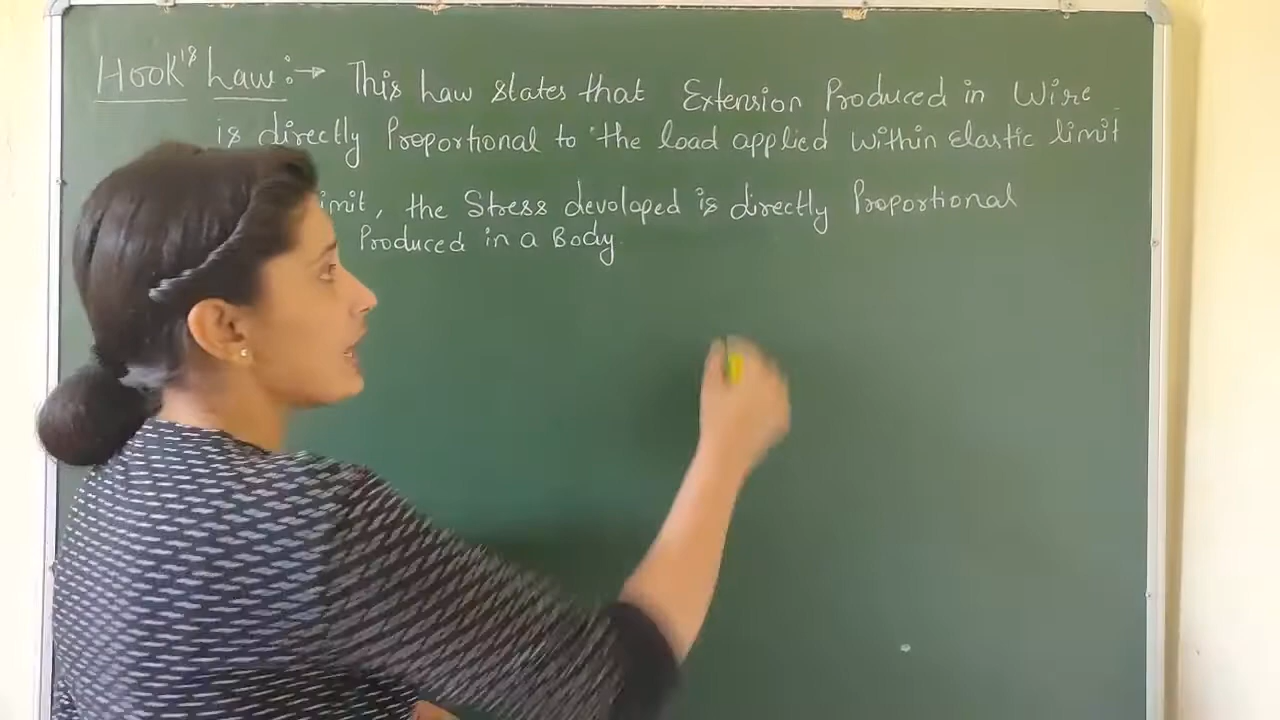 Hook's Law :→ This Law states that Extension Produced in Wire
is directly Proportional to the load applied within elastic limit
imit, the Stress devoloped is directly Proportional
Produced in a Body.